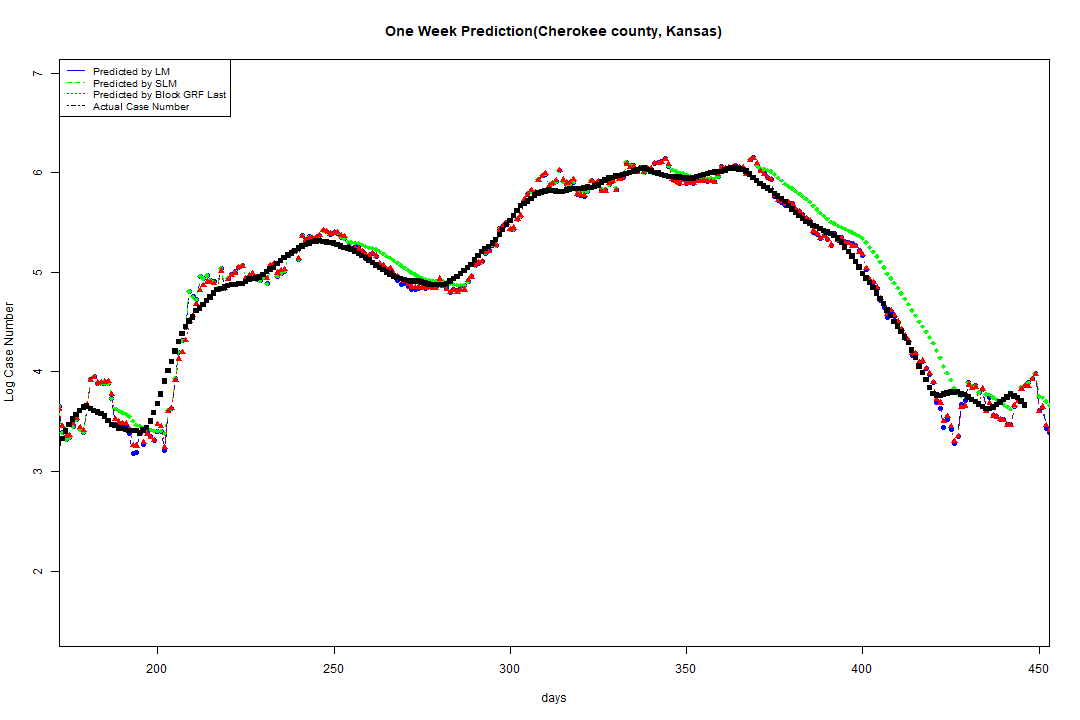 One Week Prediction(Cherokee county, Kansas)
Predicted by LM
Predicted by SLM
Predicted by Block GRF Last
Actual Case Number
7
6
5
4
3
2
Log Case Number
200
250
300
350
400
450
days